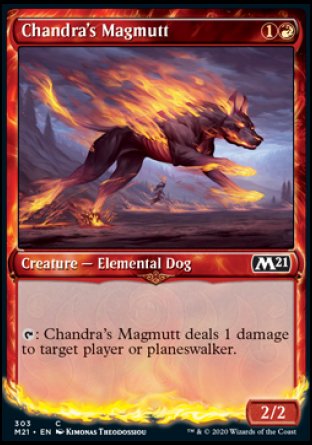 Chandra's Magmutt 1
Creature — Elemental Dog M21
: Chandra's Magmutt deals 1 damage
to target player or planeswalker.
2/2
303 C
M21 • EN Kimonas Theodossiou ™ & © 2020 Wizards of the Coast